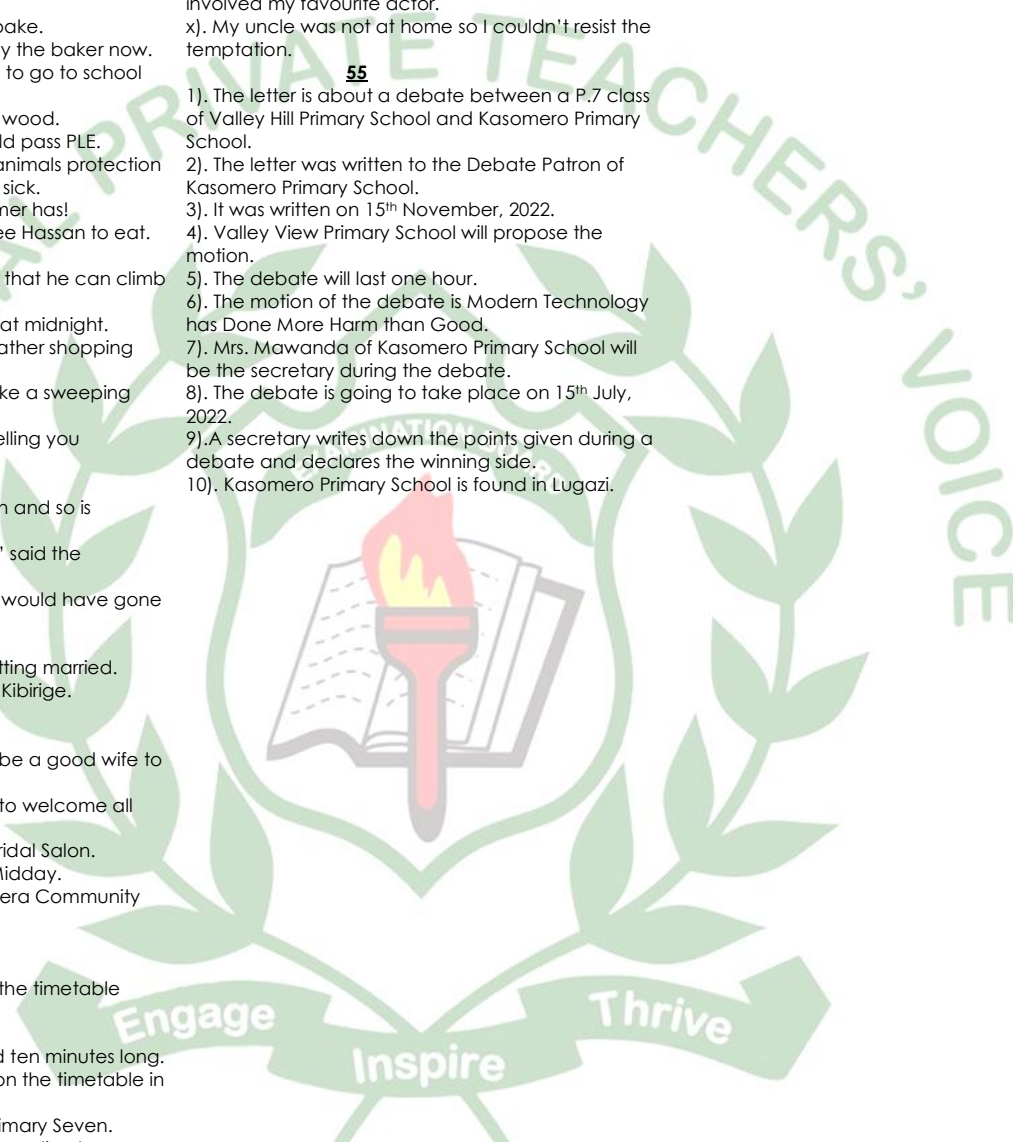 bake.
y the baker now.
to go to school
wood.
ld pass PLE.
animals protection
sick.
mer has!
ee Hassan to eat.
that he can climb
at midnight.
ather shopping
ke a sweeping
elling you
n and so is
" said the
would have gone
tting married.
Kibirige.
be a good wife to
to welcome all
ridal Salon.
Midday.
era Community
the timetable
d ten minutes long.
on the timetable in
imary Seven.
involved my favourite actor.
x). My uncle was not at home so I couldn't resist the
temptation.
55
1). The letter is about a debate between a P.7 class
of Valley Hill Primary School and Kasomero Primary
School.
2). The letter was written to the Debate Patron of
Kasomero Primary School.
3). It was written on 15th November, 2022.
4). Valley View Primary School will propose the
motion.
5). The debate will last one hour.
6). The motion of the debate is Modern Technology
has Done More Harm than Good.
7). Mrs. Mawanda of Kasomero Primary School will
be the secretary during the debate.
8). The debate is going to take place on 15th July,
2022.
9).A secretary writes down the points given during a
debate and declares the winning side.
10). Kasomero Primary School is found in Lugazi.
AL PRIVATE TEACHERS' VOICE
EXAMINATION
Engage
Inspire
Thrive